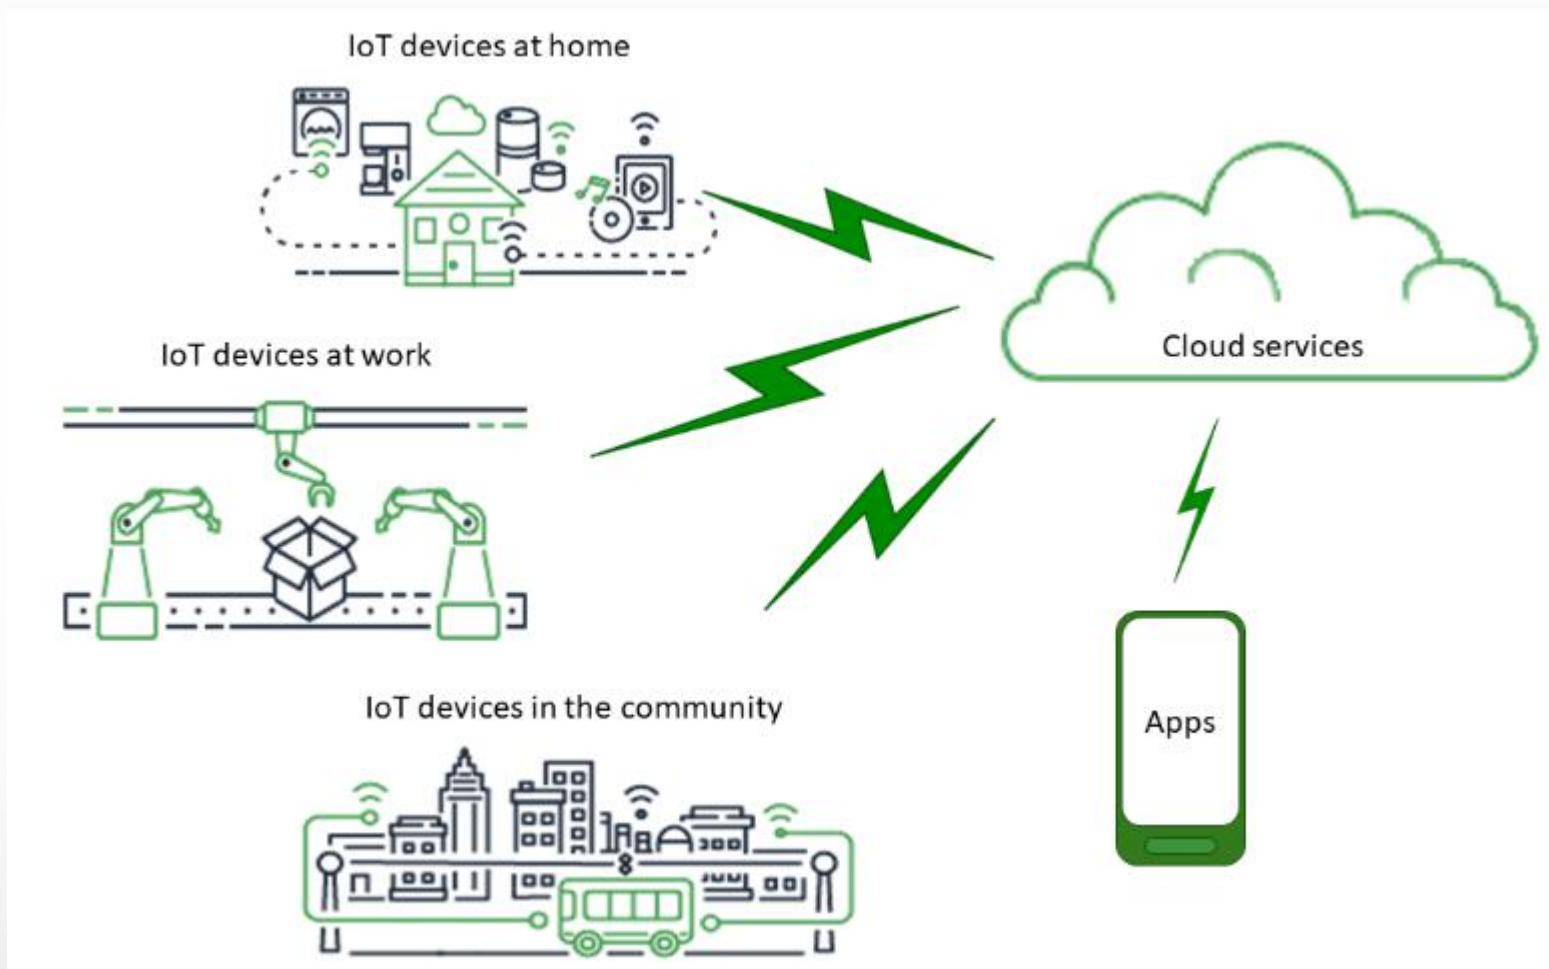 IoT devices at home
Cloud services
IoT devices at work
IoT devices in the community
Apps